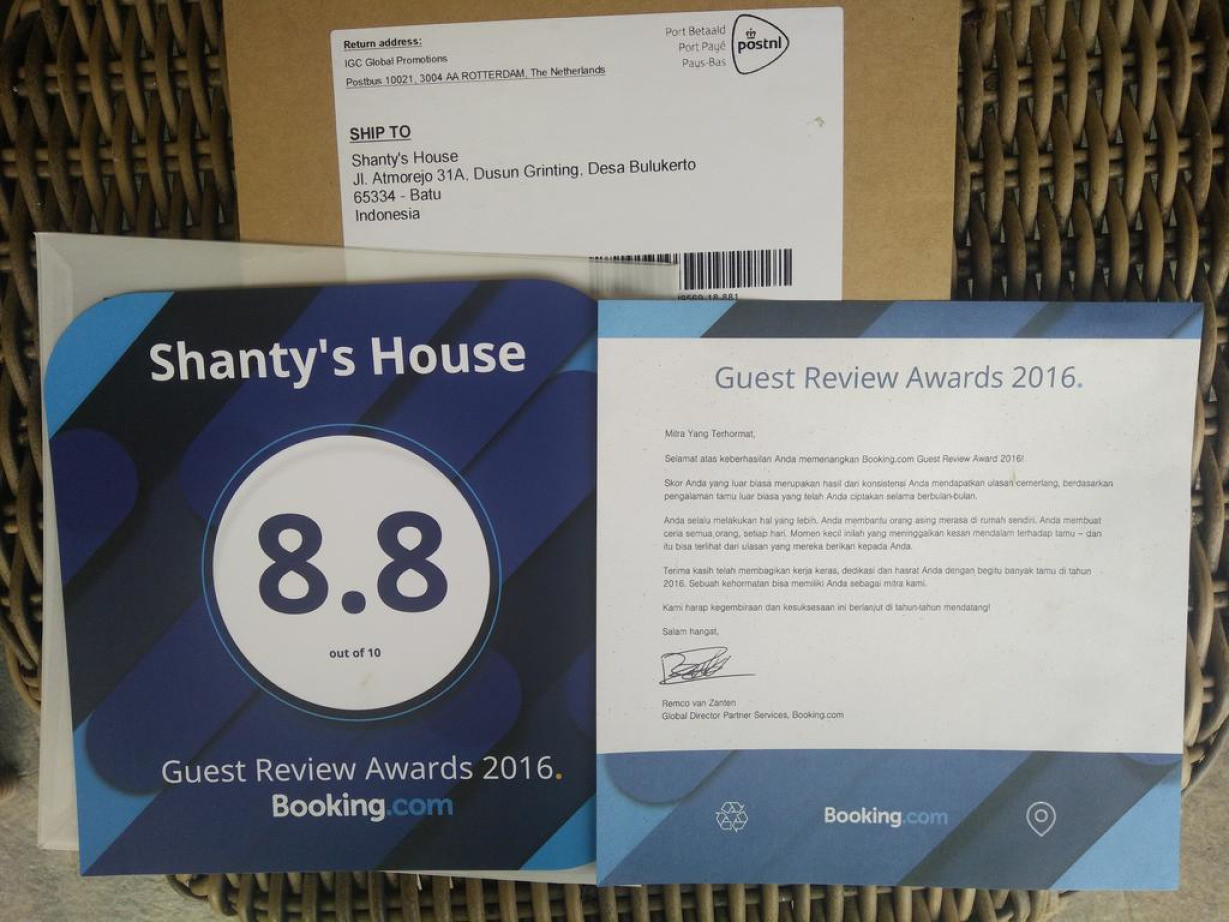 Return address:
IGC Global Promotions
Postbus 10021, 3004 AA ROTTERDAM, The Netherlands
Port Betaald
Port Payé
Pays-Bas
postnl
SHIP TO
Shanty's House
Jl. Atmorejo 31A, Dusun Grinting, Desa Bulukerto
65334 - Batu
Indonesia
Shanty's House
8.8
out of 10
Guest Review Awards 2016.
Booking.com
Guest Review Awards 2016.
Mitra Yang Terhormat,
Selamat atas keberhasilan Anda memenangkan Booking.com Guest Review Award 2016!
Skor Anda yang luar biasa merupakan hasil dari konsistensi Anda mendapatkan ulasan cemerlang, berdasarkan
pengalaman tamu luar biasa yang telah Anda ciptakan selama berbulan-bulan.
Anda selalu melakukan hal yang lebih. Anda membantu orang asing merasa di rumah sendiri. Anda membuat
ceria semua orang, setiap hari. Momen kecil inilah yang meninggalkan kesan mendalam terhadap tamu – dan
itu bisa terlihat dari ulasan yang mereka berikan kepada Anda.
Terima kasih telah membagikan kerja keras, dedikasi dan hasrat Anda dengan begitu banyak tamu di tahun
2016. Sebuah kehormatan bisa memiliki Anda sebagai mitra kami.
Kami harap kegembiraan dan kesuksesaan ini berlanjut di tahun-tahun mendatang!
Salam hangat,
Remco van Zanten
Global Director Partner Services, Booking.com
Booking.com